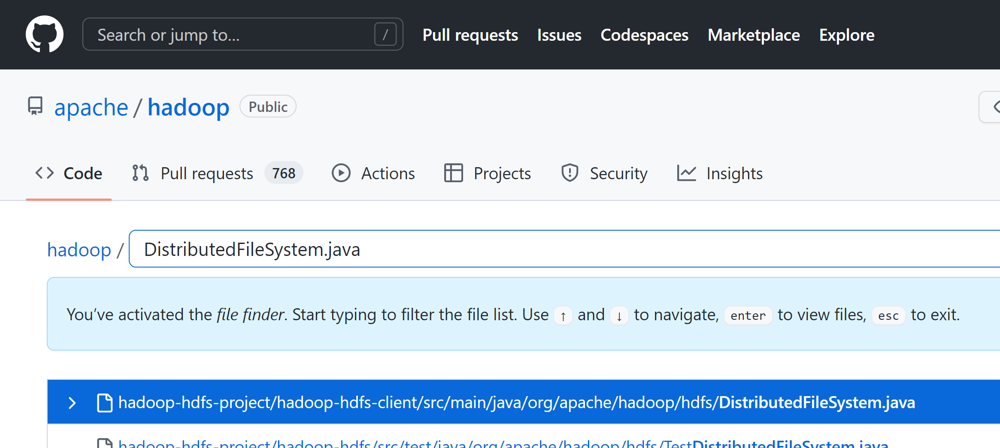 Search or jump to... /
Pull requests Issues Codespaces Marketplace Explore
apache / hadoop Public
Code Pull requests 768 Actions Projects Security Insights
hadoop / DistributedFileSystem.java
You've activated the file finder. Start typing to filter the file list. Use ↑ and ↓ to navigate, enter to view files, esc to exit.
hadoop-hdfs-project/hadoop-hdfs-client/src/main/java/org/apache/hadoop/hdfs/DistributedFileSystem.java
hadoop-hdfs-project/hadoop-hdfs/src/test/java/org/apache/hadoop/hdfs/TestDistributedFileSystem.java